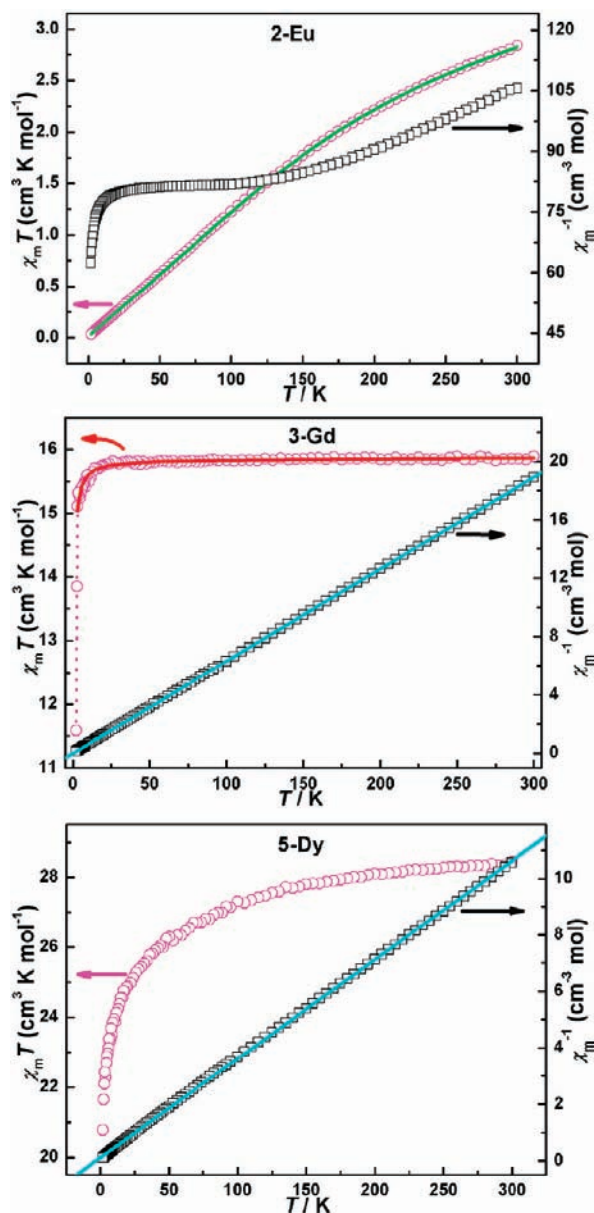 2-Eu
3.0
2.5
2.0
1.5
1.0
0.5
0.0
χₘT (cm³ K mol⁻¹)
120
105
90
75
60
45
χₘ⁻¹ (cm⁻³ mol)
0 50 100 150 200 250 300
T / K
3-Gd
16
15
14
13
12
11
χₘT (cm³ K mol⁻¹)
20
16
12
8
4
0
χₘ⁻¹ (cm⁻³ mol)
0 50 100 150 200 250 300
T / K
5-Dy
28
26
24
22
20
χₘT (cm³ K mol⁻¹)
10
8
6
4
2
0
χₘ⁻¹ (cm⁻³ mol)
0 50 100 150 200 250 300
T / K